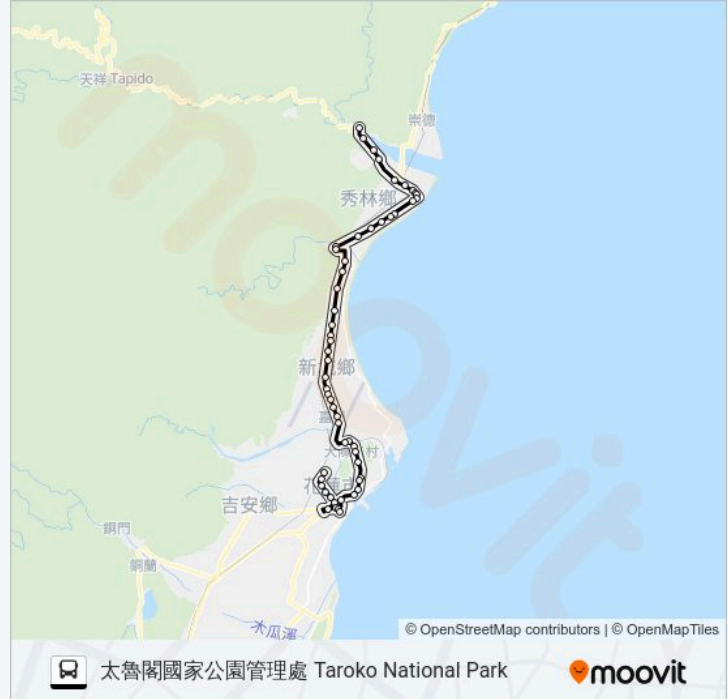 天祥 Tapido
崇德
秀林鄉
新城鄉
吉安鄉
銅門
銅蘭
木瓜溪
© OpenStreetMap contributors | © OpenMapTiles
太魯閣國家公園管理處 Taroko National Park
moovit